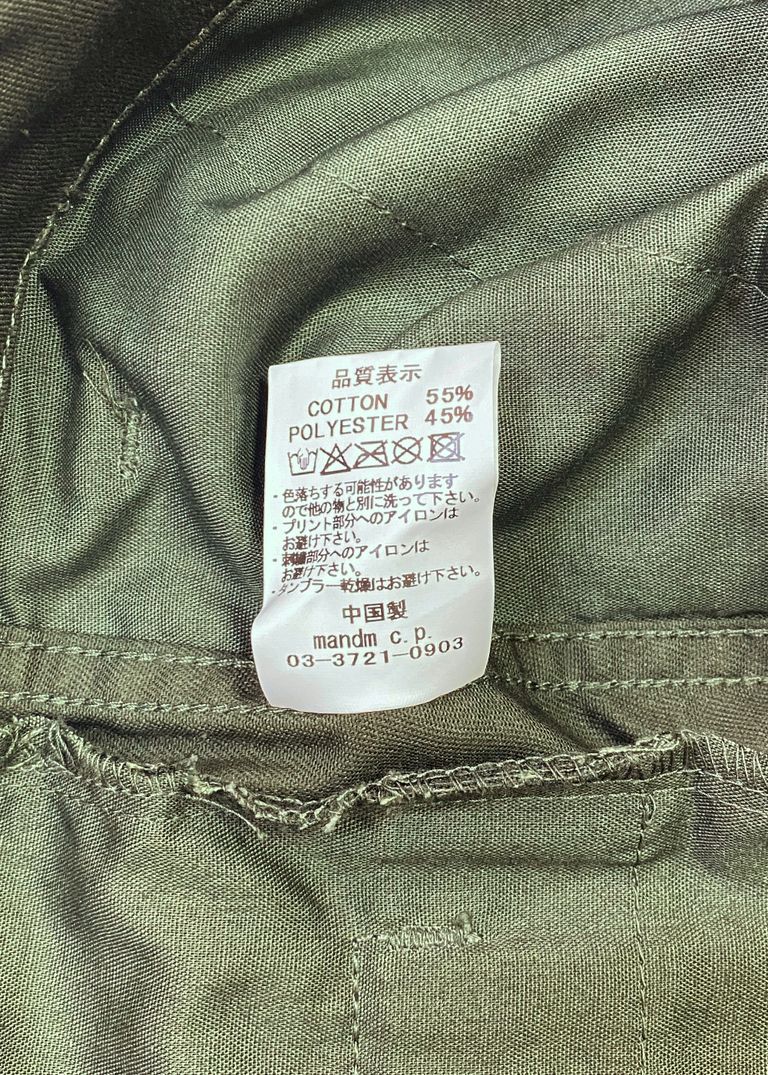 品質表示
COTTON 55%
POLYESTER 45%
・色落ちする可能性があります
ので他の物と別に洗って下さい。
・プリント部分へのアイロンは
お避け下さい。
・刺繍部分へのアイロンは
お避け下さい。
・タンブラー乾燥はお避け下さい。
中国製
mandm c.p.
03-3721-0903